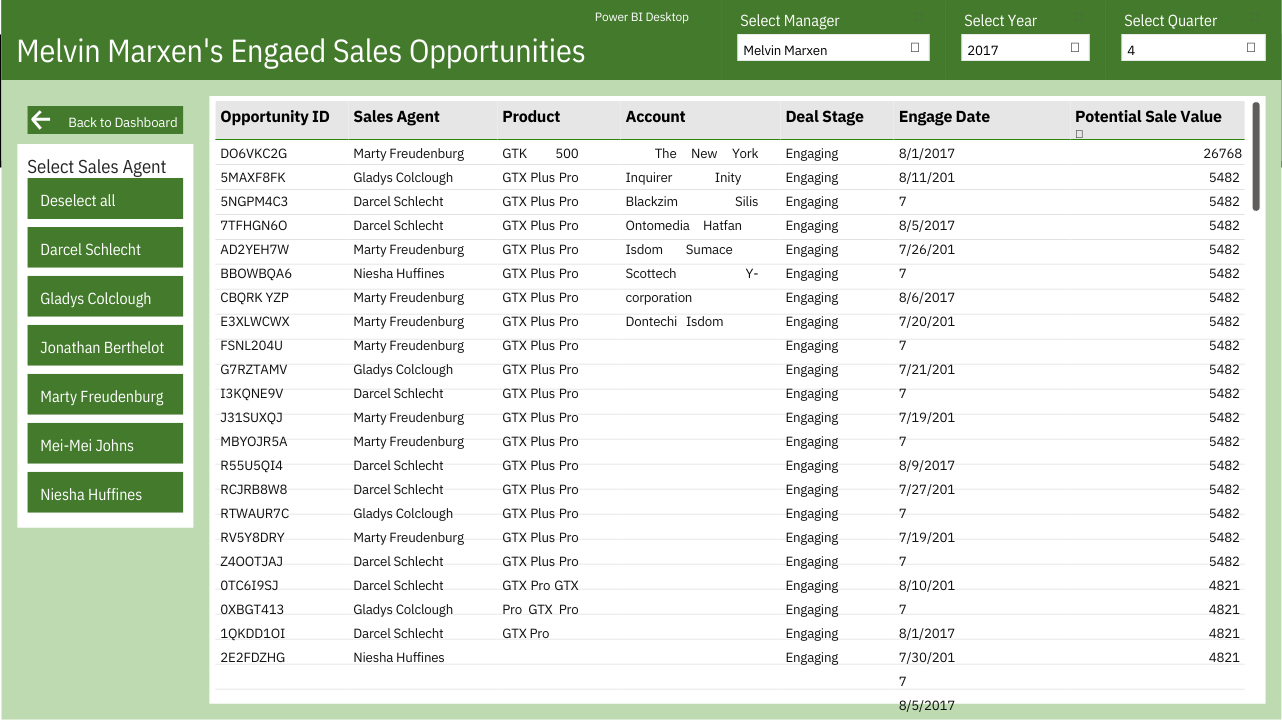 Power BI Desktop
Melvin Marxen's Engaed Sales Opportunities
Select Manager
Melvin Marxen
Select Year
2017
Select Quarter
4
Back to Dashboard
Select Sales Agent
Deselect all
Darcel Schlecht
Gladys Colclough
Jonathan Berthelot
Marty Freudenburg
Mei-Mei Johns
Niesha Huffines
Opportunity ID Sales Agent Product Account Deal Stage Engage Date Potential Sale Value
DO6VKC2G Marty Freudenburg GTK 500 The New York Engaging 8/1/2017 26768
5MAXF8FK Gladys Colclough GTX Plus Pro Inquirer Inity Engaging 8/11/201 5482
5NGPM4C3 Darcel Schlecht GTX Plus Pro Blackzim Silis Engaging 7 5482
7TFHGN6O Darcel Schlecht GTX Plus Pro Ontomedia Hatfan Engaging 8/5/2017 5482
AD2YEH7W Marty Freudenburg GTX Plus Pro Isdom Sumace Engaging 7/26/201 5482
BBOWBQA6 Niesha Huffines GTX Plus Pro Scottech Y- Engaging 7 5482
CBQRK YZP Marty Freudenburg GTX Plus Pro corporation Engaging 8/6/2017 5482
E3XLWCWX Marty Freudenburg GTX Plus Pro Dontechi Isdom Engaging 7/20/201 5482
FSNL204U Marty Freudenburg GTX Plus Pro Engaging 7 5482
G7RZTAMV Gladys Colclough GTX Plus Pro Engaging 7/21/201 5482
I3KQNE9V Darcel Schlecht GTX Plus Pro Engaging 7 5482
J31SUXQJ Marty Freudenburg GTX Plus Pro Engaging 7/19/201 5482
MBYOJR5A Marty Freudenburg GTX Plus Pro Engaging 7 5482
R55U5QI4 Darcel Schlecht GTX Plus Pro Engaging 8/9/2017 5482
RCJRB8W8 Darcel Schlecht GTX Plus Pro Engaging 7/27/201 5482
RTWAUR7C Gladys Colclough GTX Plus Pro Engaging 7 5482
RV5Y8DRY Marty Freudenburg GTX Plus Pro Engaging 7/19/201 5482
Z4OOTJAJ Darcel Schlecht GTX Plus Pro Engaging 7 5482
0TC6I9SJ Darcel Schlecht GTX Pro GTX Engaging 8/10/201 4821
0XBGT413 Gladys Colclough Pro GTX Pro Engaging 7 4821
1QKDD1OI Darcel Schlecht GTX Pro Engaging 8/1/2017 4821
2E2FDZHG Niesha Huffines Engaging 7/30/201 4821
7
8/5/2017